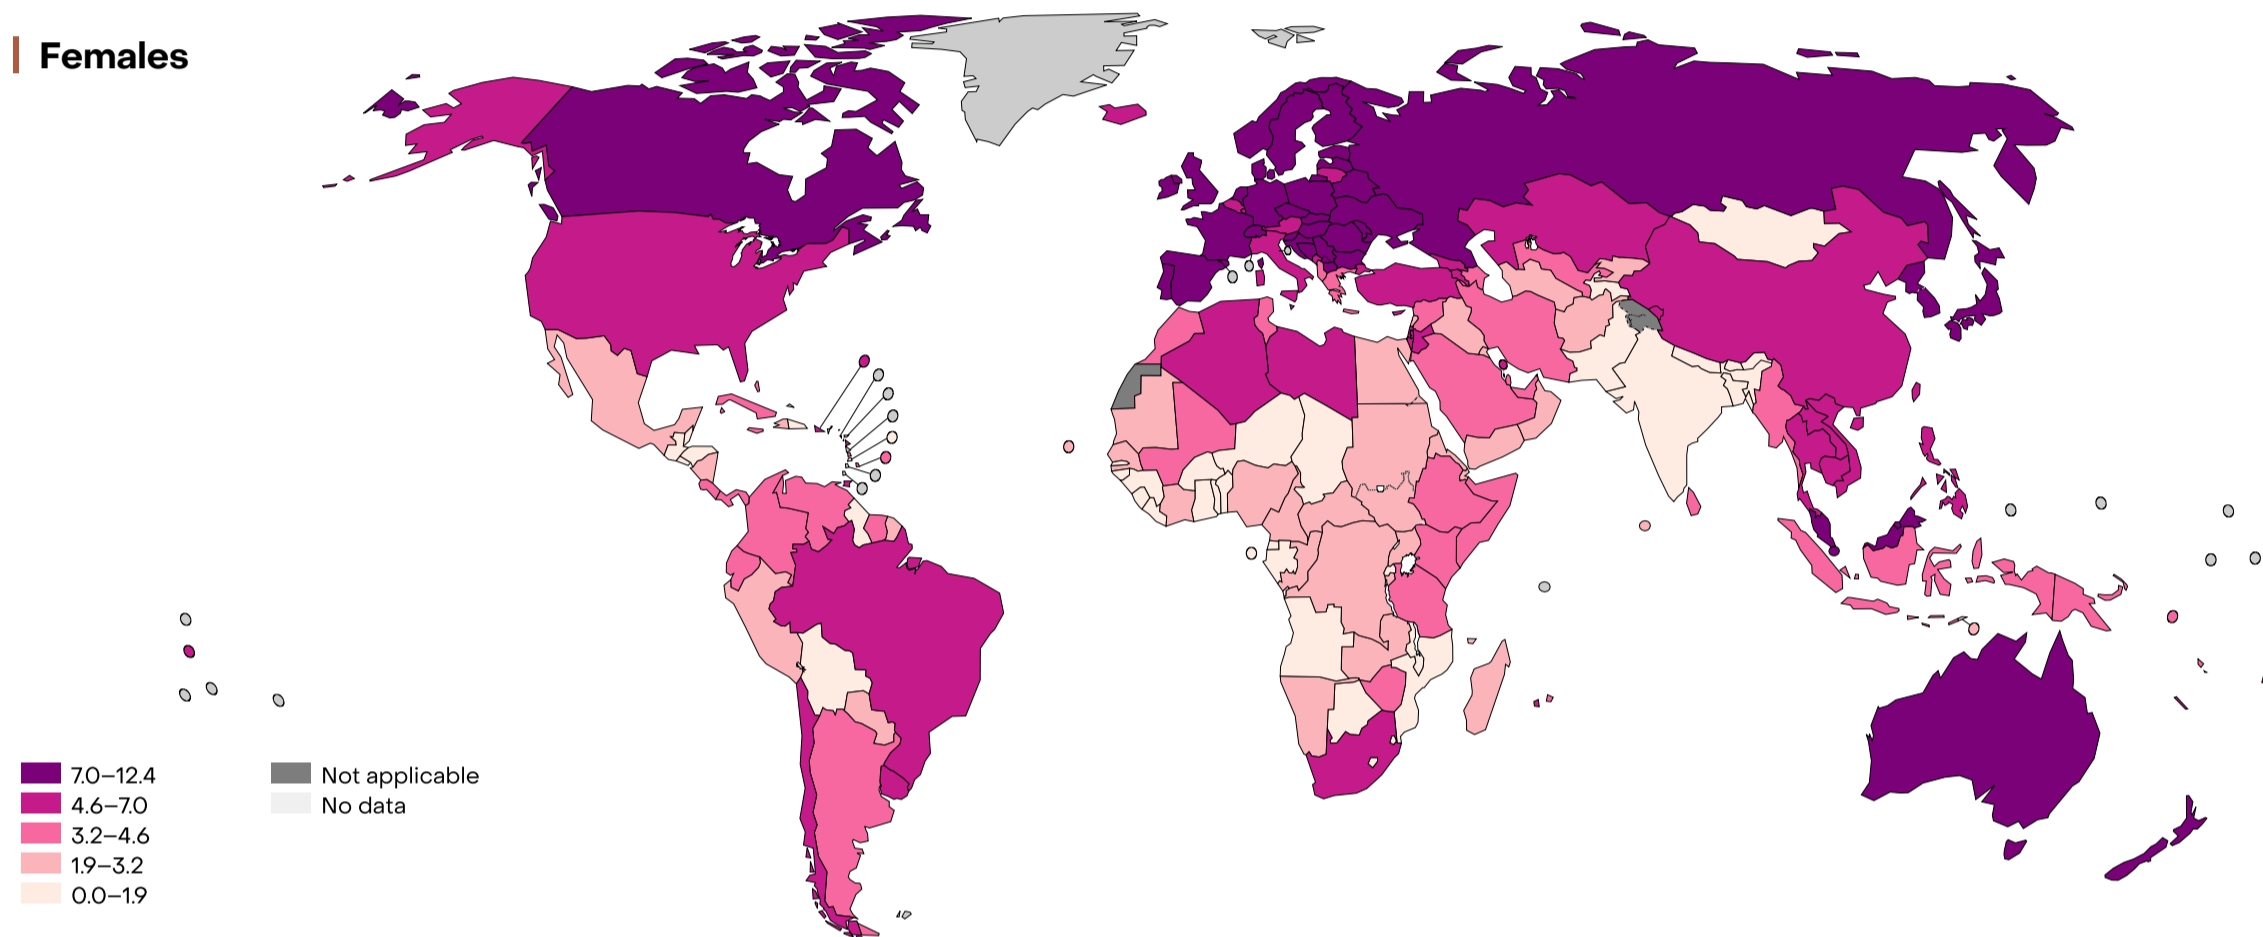 Females
7.0–12.4
4.6–7.0
3.2–4.6
1.9–3.2
0.0–1.9
Not applicable
No data